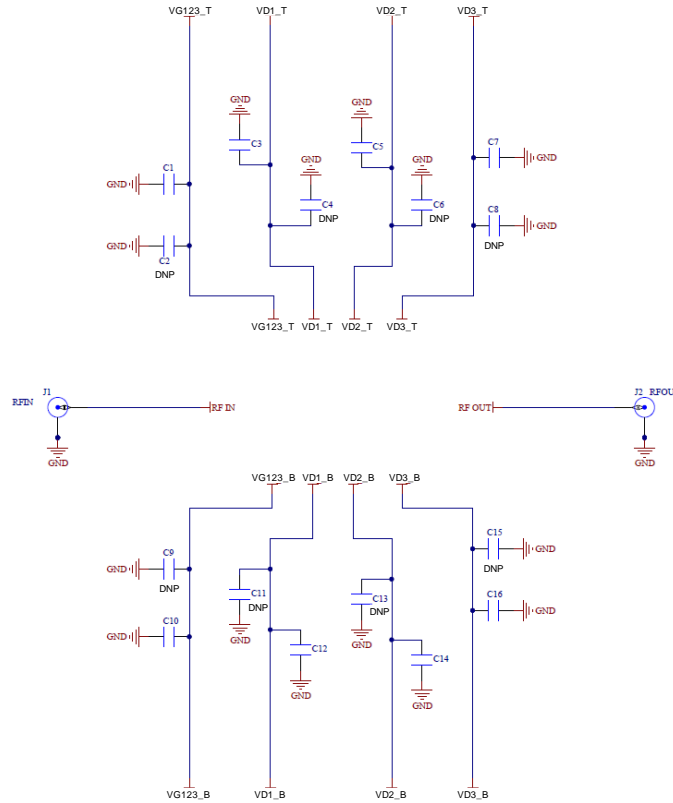 VG123_T VD1_T VD2_T VD3_T
GND GND
C3 C5 C7
GND
GND GND
C1
GND
C4 C6 C8
DNP DNP GND
DNP
GND
C2
DNP
VG123_T VD1_T VD2_T VD3_T
J1 J2 RFOU
RFIN
RF IN RF OUT
GND GND
VG123_B VD1_B VD2_B VD3_B
C15
GND
C9
GND DNP
DNP C11 C13 C16
DNP DNP
GND
C10
GND
GND GND
C12 C14
GND
GND
VG123_B VD1_B VD2_B VD3_B